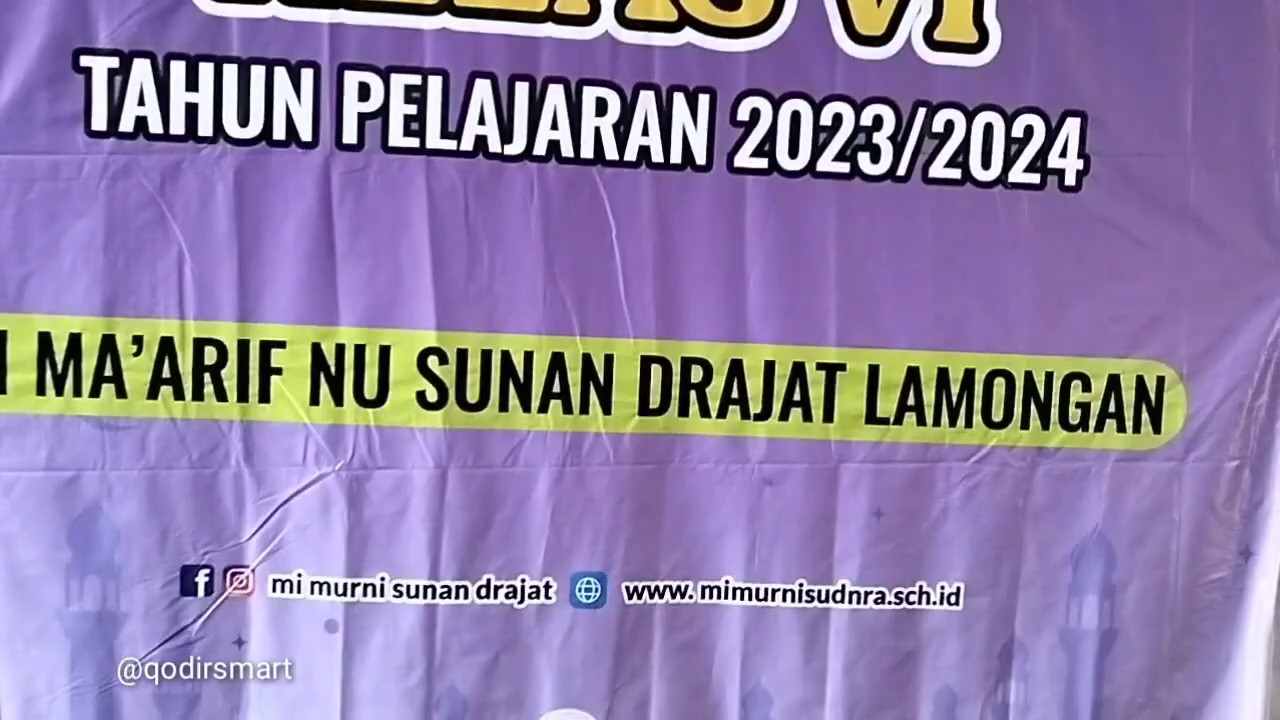 VI
TAHUN PELAJARAN 2023/2024
MA'ARIF NU SUNAN DRAJAT LAMONGAN
mi murni sunan drajat www. mimurnisudnra.sch.id
@qodirsmart